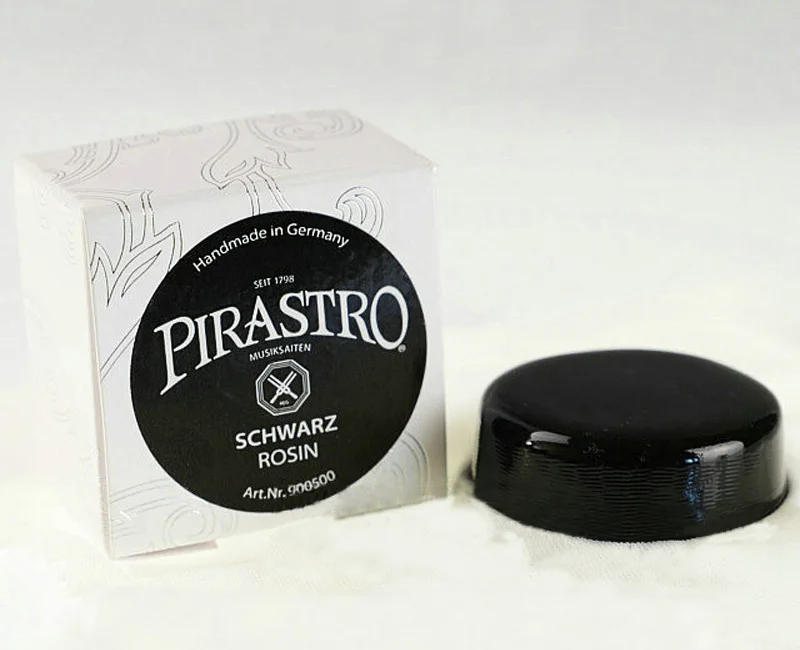 Handmade in Germany
SEIT 1798
PIRASTRO®
MUSIKSAITEN
SCHWARZ
ROSIN
Art.Nr. 900500